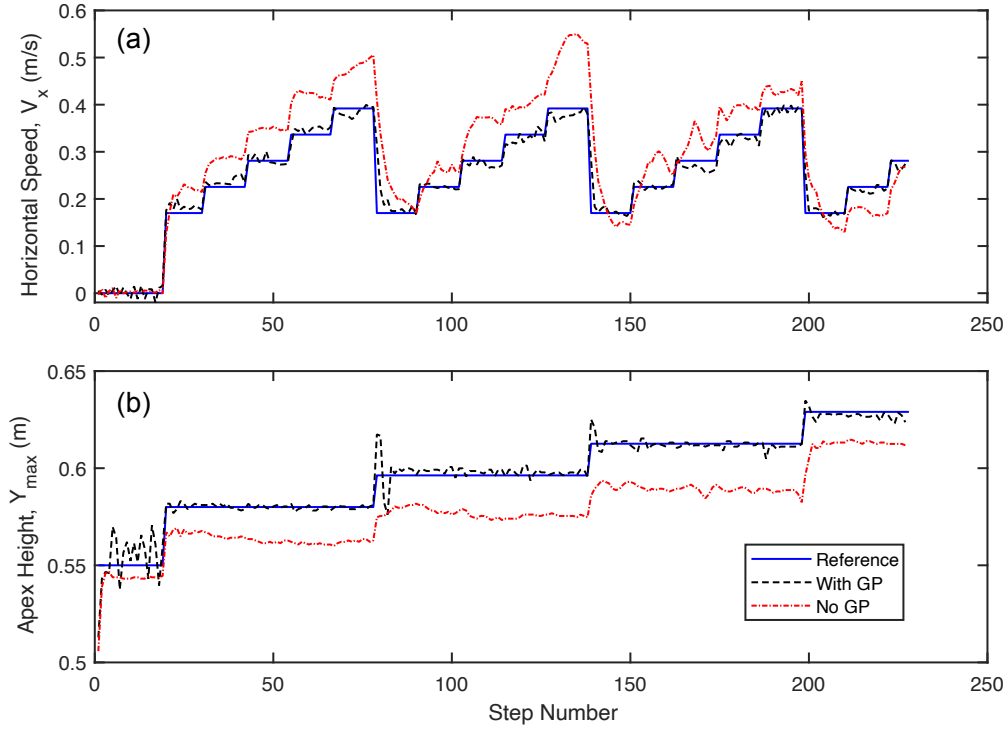 0.6
(a)
0.5
0.4
0.3
0.2
0.1
0
Horizontal Speed, V_x (m/s)
0 50 100 150 200 250
0.65
(b)
0.6
0.55
0.5
Apex Height, Y_max (m)
Reference
With GP
No GP
0 50 100 150 200 250
Step Number